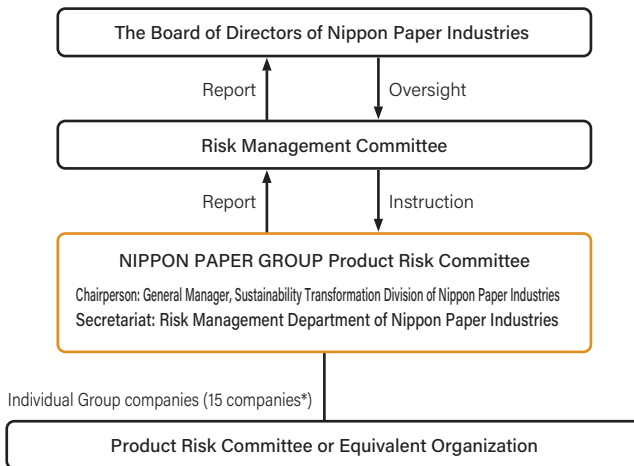 The Board of Directors of Nippon Paper Industries
Report
Oversight
Risk Management Committee
Report
Instruction
NIPPON PAPER GROUP Product Risk Committee
Chairperson: General Manager, Sustainability Transformation Division of Nippon Paper Industries
Secretariat: Risk Management Department of Nippon Paper Industries
Individual Group companies (15 companies*)
Product Risk Committee or Equivalent Organization